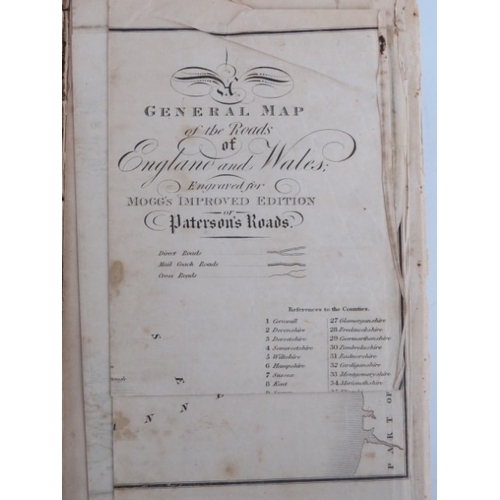 A
GENERAL MAP
of the Roads
of
England and Wales;
Engraved for
MOGG'S IMPROVED EDITION
of
Paterson's Roads.
Direct Roads
Mail Coach Roads
Cross Roads
References to the Counties.
1 Cornwall
2 Devonshire
3 Dorsetshire
4 Somersetshire
5 Wiltshire
6 Hampshire
7 Sussex
8 Kent
27 Glamorganshire
28 Brecknockshire
29 Caermarthenshire
30 Pembrokeshire
31 Radnorshire
32 Cardiganshire
33 Montgomeryshire
34 Merionethshire
PART OF